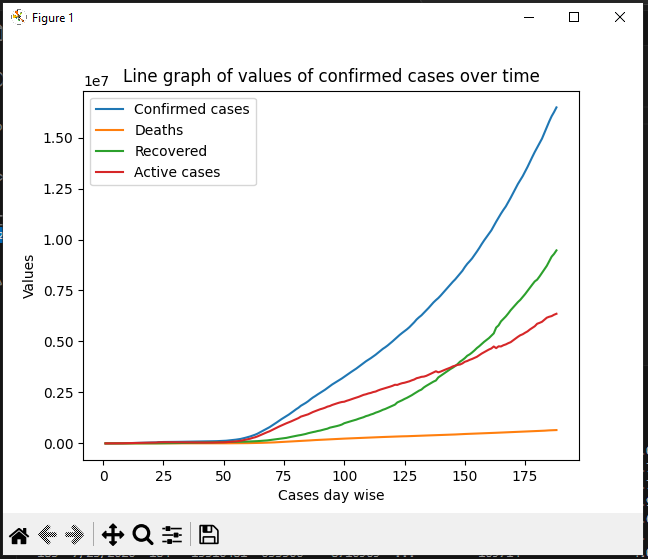 Figure 1
Line graph of values of confirmed cases over time
1e7
Confirmed cases
Deaths
Recovered
Active cases
1.50
1.25
1.00
0.75
0.50
0.25
0.00
Values
0 25 50 75 100 125 150 175
Cases day wise